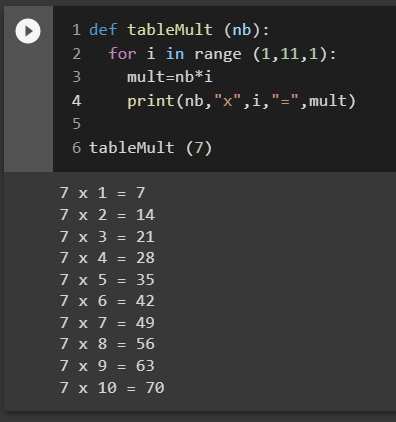 1 def tableMult (nb):
2   for i in range (1,11,1):
3     mult=nb*i
4     print(nb,"x",i,"=",mult)
5
6 tableMult (7)
7 x 1 = 7
7 x 2 = 14
7 x 3 = 21
7 x 4 = 28
7 x 5 = 35
7 x 6 = 42
7 x 7 = 49
7 x 8 = 56
7 x 9 = 63
7 x 10 = 70